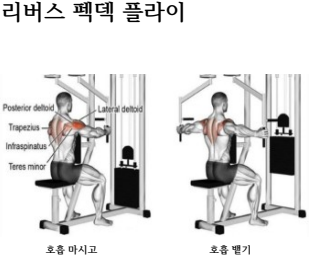 리버스 펙덱 플라이
Posterior deltoid
Lateral deltoid
Trapezius
Infraspinatus
Teres minor
호흡 마시고
호흡 뱉기